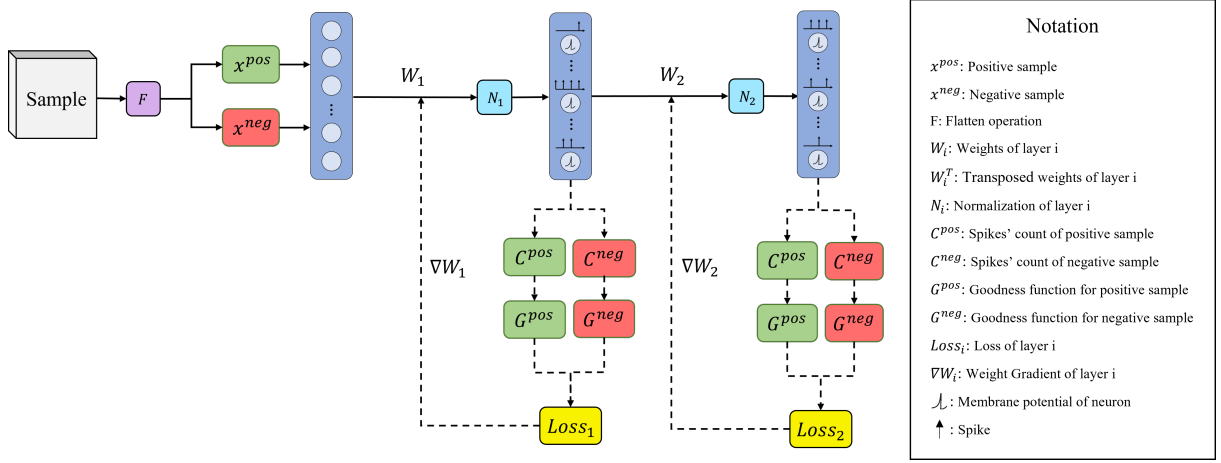 Sample
F
x^{pos}
x^{neg}
W_1
N_1
W_2
N_2
∇W_1
C^{pos}
C^{neg}
G^{pos}
G^{neg}
Loss_1
∇W_2
C^{pos}
C^{neg}
G^{pos}
G^{neg}
Loss_2
Notation
x^{pos}: Positive sample
x^{neg}: Negative sample
F: Flatten operation
W_i: Weights of layer i
W_i^T: Transposed weights of layer i
N_i: Normalization of layer i
C^{pos}: Spikes' count of positive sample
C^{neg}: Spikes' count of negative sample
G^{pos}: Goodness function for positive sample
G^{neg}: Goodness function for negative sample
Loss_i: Loss of layer i
∇W_i: Weight Gradient of layer i
: Membrane potential of neuron
: Spike